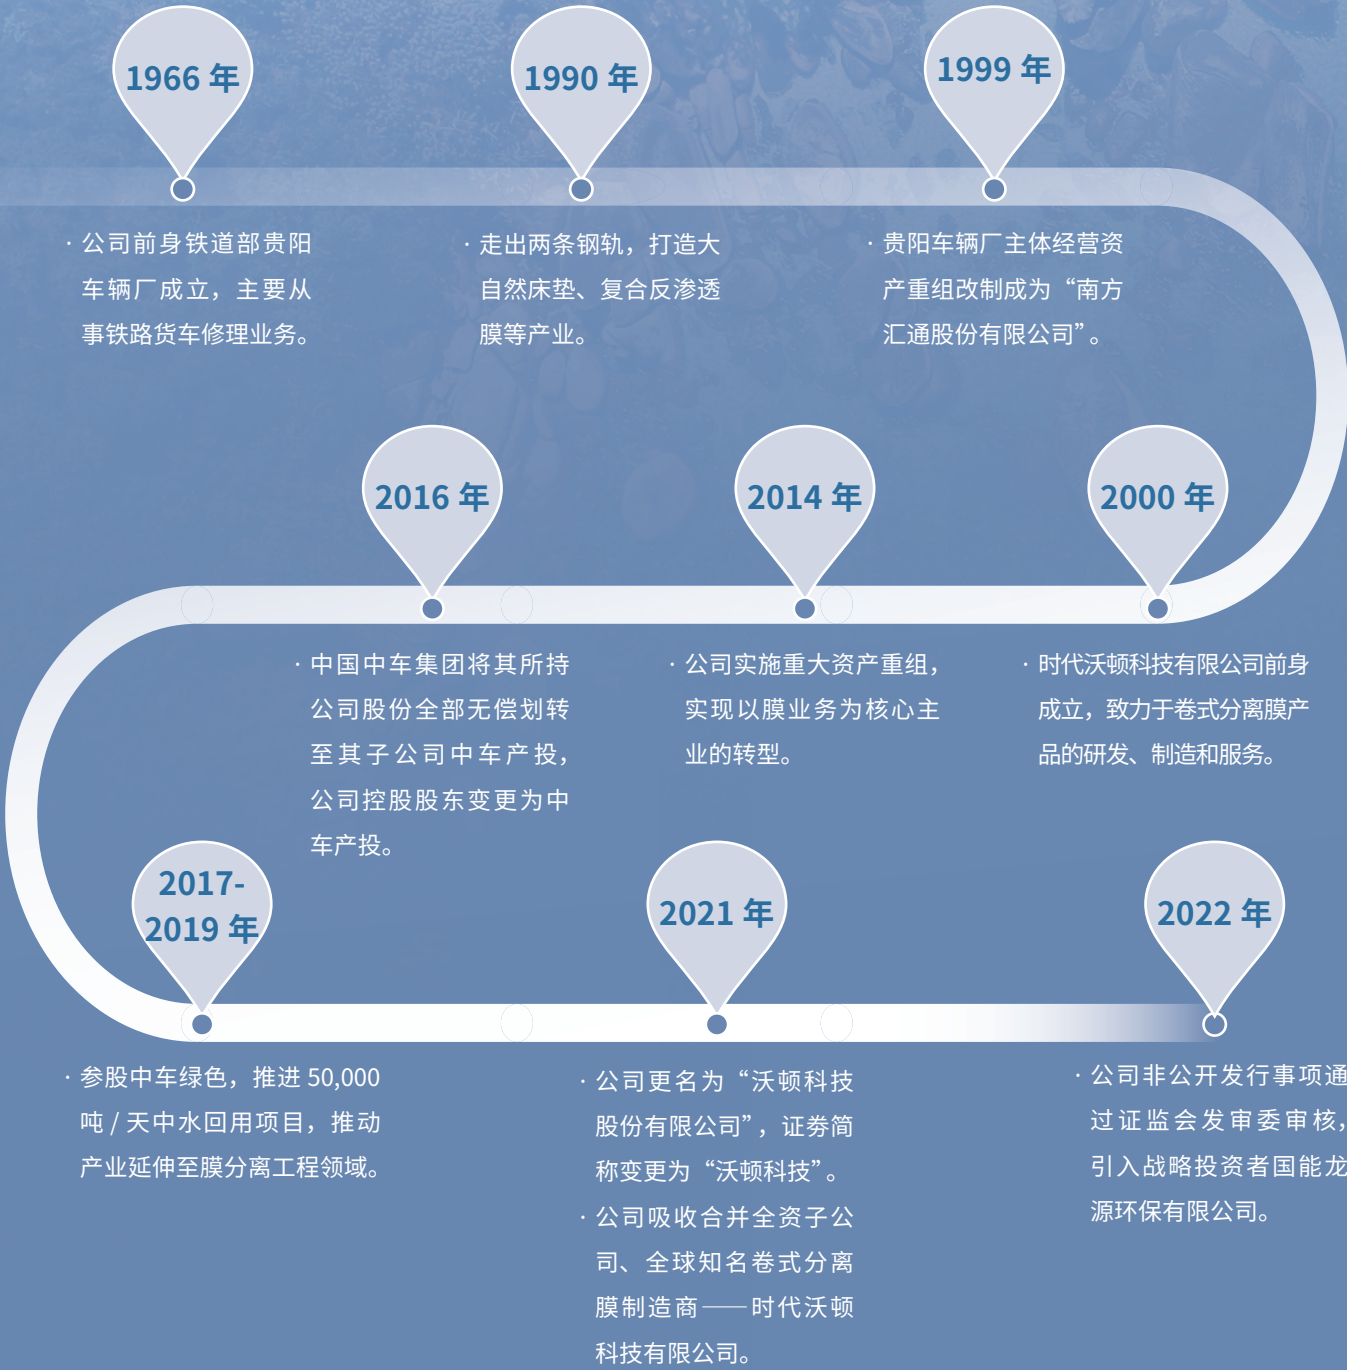 1966 年
· 公司前身铁道部贵阳
车辆厂成立，主要从
事铁路货车修理业务。
1990 年
· 走出两条钢轨，打造大
自然床垫、复合反渗透
膜等产业。
1999 年
· 贵阳车辆厂主体经营资
产重组改制成为“南方
汇通股份有限公司”。
2000 年
· 时代沃顿科技有限公司前身
成立，致力于卷式分离膜产
品的研发、制造和服务。
2014 年
· 公司实施重大资产重组，
实现以膜业务为核心主
业的转型。
2016 年
· 中国中车集团将其所持
公司股份全部无偿划转
至其子公司中车产投，
公司控股股东变更为中
车产投。
2017-
2019 年
· 参股中车绿色，推进 50,000
吨 / 天中水回用项目，推动
产业延伸至膜分离工程领域。
2021 年
· 公司更名为“沃顿科技
股份有限公司”，证券简
称变更为“沃顿科技”。
· 公司吸收合并全资子公
司、全球知名卷式分离
膜制造商——时代沃顿
科技有限公司。
2022 年
· 公司非公开发行事项通
过证监会发审委审核，
引入战略投资者国能龙
源环保有限公司。